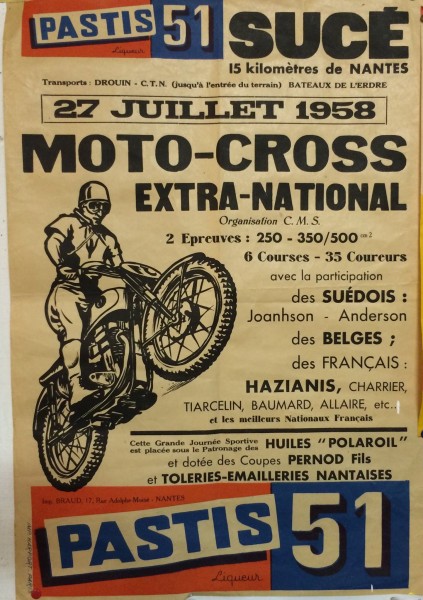 PASTIS 51
Liqueur
SUCÉ
15 kilomètres de NANTES
Transports : DROUIN - C.T.N. (jusqu'à l'entrée du terrain) BATEAUX DE L'ERDRE
27 JUILLET 1958
MOTO-CROSS
EXTRA-NATIONAL
Organisation C. M. S.
2 Epreuves : 250 - 350/500 cm2
6 Courses - 35 Coureurs
avec la participation
des SUÉDOIS :
Joanhson - Anderson
des BELGES ;
des FRANÇAIS :
HAZIANIS, CHARRIER,
TIARCELIN, BAUMARD, ALLAIRE, etc..
et les meilleurs Nationaux Français
Cette Grande Journée Sportive
est placée sous le Patronage des HUILES "POLAROIL"
et dotée des Coupes PERNOD Fils
et TOLERIES-EMAILLERIES NANTAISES
Imp. BRAUD, 17, Rue Adolphe-Moitié - NANTES
PASTIS 51
Liqueur